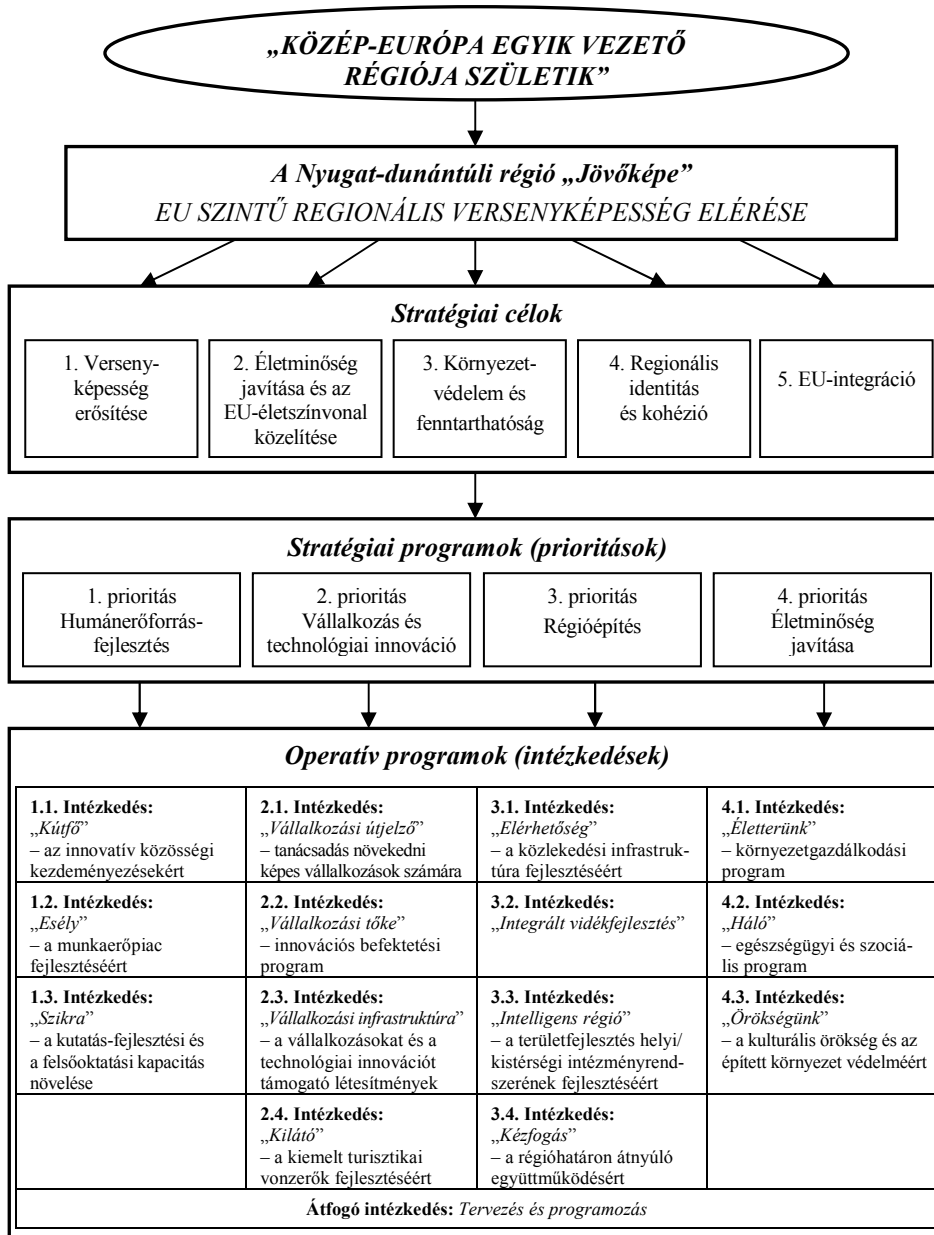 „KÖZÉP-EURÓPA EGYIK VEZETŐ
RÉGIÓJA SZÜLETIK”
A Nyugat-dunántúli régió „Jövőképe”
EU SZINTŰ REGIONÁLIS VERSENYKÉPESSÉG ELÉRÉSE
Stratégiai célok
1. Verseny-
képesség
erősítése
2. Életminőség
javítása és az
EU-életszínvonal
közelítése
3. Környezet-
védelem és
fenntarthatóság
4. Regionális
identitás
és kohézió
5. EU-integráció
Stratégiai programok (prioritások)
1. prioritás
Humánerőforrás-
fejlesztés
2. prioritás
Vállalkozás és
technológiai innováció
3. prioritás
Régióépítés
4. prioritás
Életminőség
javítása
Operatív programok (intézkedések)
1.1. Intézkedés:
„Kútfő”
– az innovatív közösségi
kezdeményezésekért
2.1. Intézkedés:
„Vállalkozási útjelző”
– tanácsadás növekedni
képes vállalkozások számára
3.1. Intézkedés:
„Elérhetőség”
– a közlekedési infrastruk-
túra fejlesztéséért
4.1. Intézkedés:
„Életterünk”
– környezetgazdálkodási
program
1.2. Intézkedés:
„Esély”
– a munkaerőpiac
fejlesztéséért
2.2. Intézkedés:
„Vállalkozási tőke”
– innovációs befektetési
program
3.2. Intézkedés:
„Integrált vidékfejlesztés”
4.2. Intézkedés:
„Háló”
– egészségügyi és szociá-
lis program
1.3. Intézkedés:
„Szikra”
– a kutatás-fejlesztési és
a felsőoktatási kapacitás
növelése
2.3. Intézkedés:
„Vállalkozási infrastruktúra”
– a vállalkozásokat és a
technológiai innovációt
támogató létesítmények
3.3. Intézkedés:
„Intelligens régió”
– a területfejlesztés helyi/
kistérségi intézményrend-
szerének fejlesztéséért
4.3. Intézkedés:
„Örökségünk”
– a kulturális örökség és az
épített környezet védelméért
2.4. Intézkedés:
„Kilátó”
– a kiemelt turisztikai
vonzerők fejlesztéséért
3.4. Intézkedés:
„Kézfogás”
– a régióhatáron átnyúló
együttműködésért
Átfogó intézkedés: Tervezés és programozás